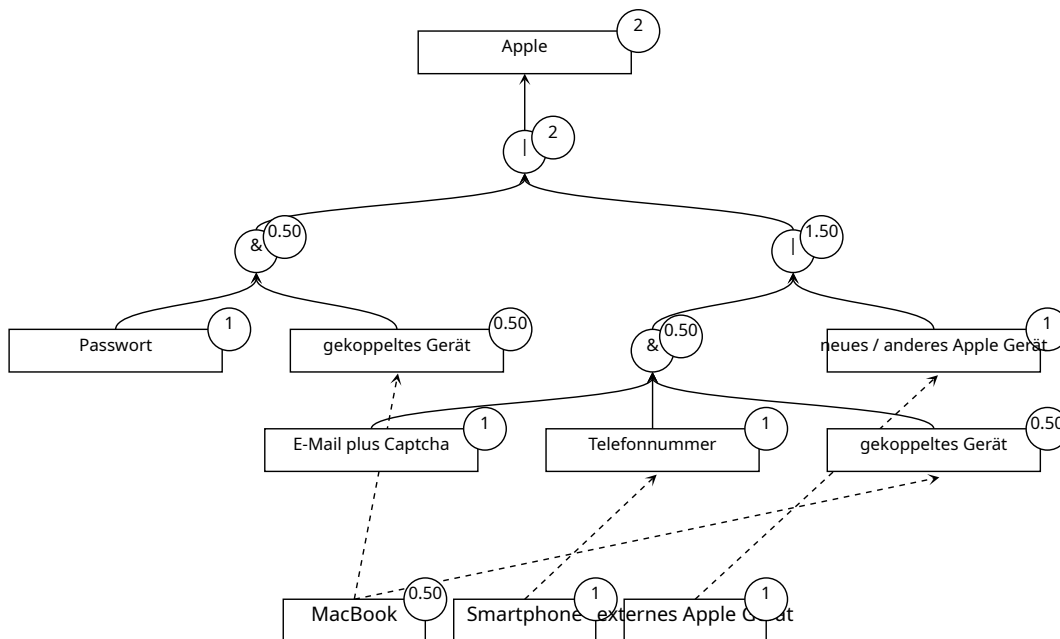 2
Apple
2
|
0.50
&
1.50
|
1
Passwort
0.50
gekoppeltes Gerät
0.50
&
1
neues / anderes Apple Gerät
1
E-Mail plus Captcha
1
Telefonnummer
0.50
gekoppeltes Gerät
0.50
MacBook
1
Smartphone
1
externes Apple Gerät